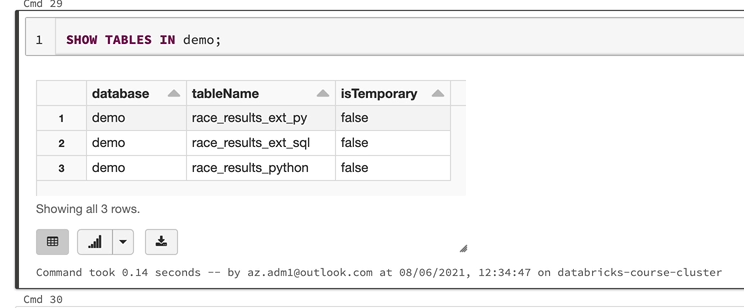 Cmd 29
1 SHOW TABLES IN demo;
database tableName isTemporary
1 demo race_results_ext_py false
2 demo race_results_ext_sql false
3 demo race_results_python false
Showing all 3 rows.
Command took 0.14 seconds -- by az.adm1@outlook.com at 08/06/2021, 12:34:47 on databricks-course-cluster
Cmd 30